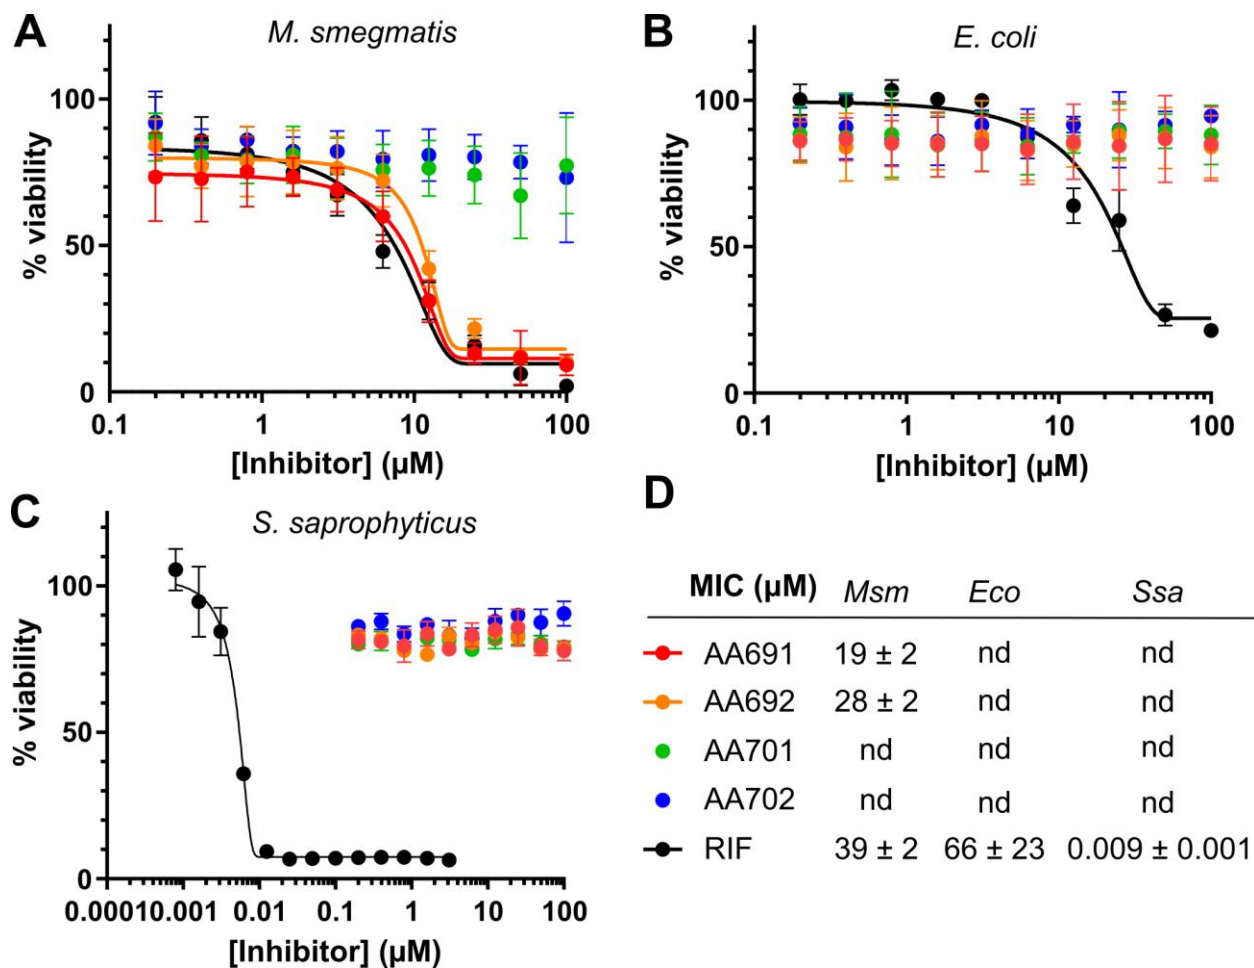 A
M. smegmatis
% viability
100
50
0
0.1 1 10 100
[Inhibitor] (µM)
B
E. coli
% viability
100
50
0
0.1 1 10 100
[Inhibitor] (µM)
C
S. saprophyticus
% viability
100
50
0
0.0001 0.001 0.01 0.1 1 10 100
[Inhibitor] (µM)
D
MIC (µM) Msm Eco Ssa
AA691 19 ± 2 nd nd
AA692 28 ± 2 nd nd
AA701 nd nd nd
AA702 nd nd nd
RIF 39 ± 2 66 ± 23 0.009 ± 0.001